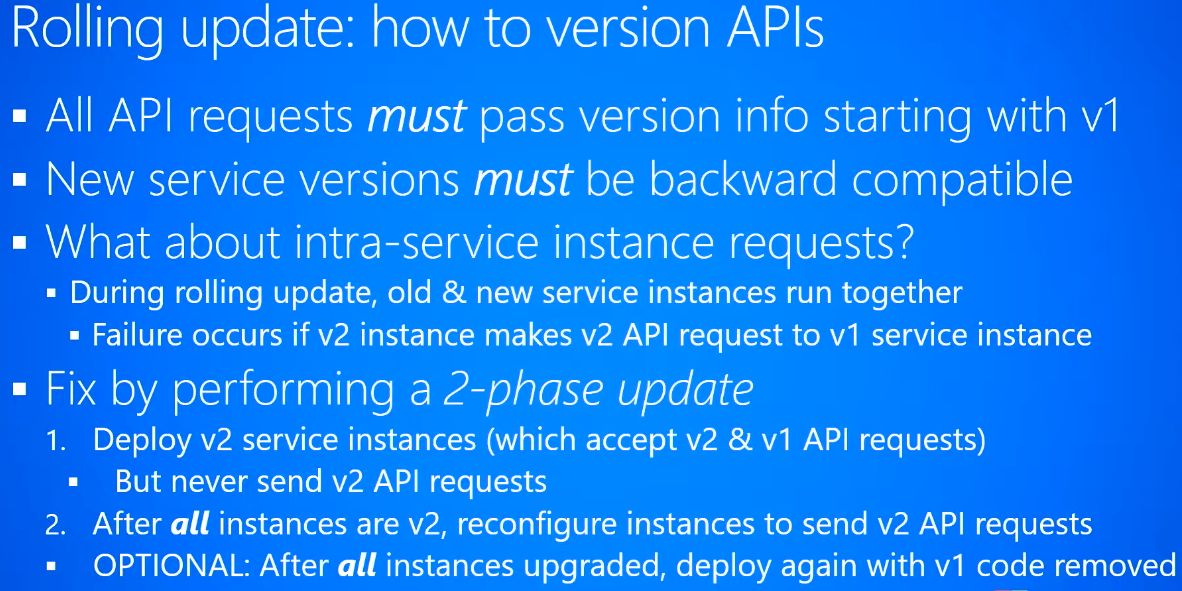 Rolling update: how to version APIs
▪ All API requests must pass version info starting with v1
▪ New service versions must be backward compatible
▪ What about intra-service instance requests?
▪ During rolling update, old & new service instances run together
▪ Failure occurs if v2 instance makes v2 API request to v1 service instance
▪ Fix by performing a 2-phase update
1. Deploy v2 service instances (which accept v2 & v1 API requests)
▪ But never send v2 API requests
2. After all instances are v2, reconfigure instances to send v2 API requests
▪ OPTIONAL: After all instances upgraded, deploy again with v1 code removed